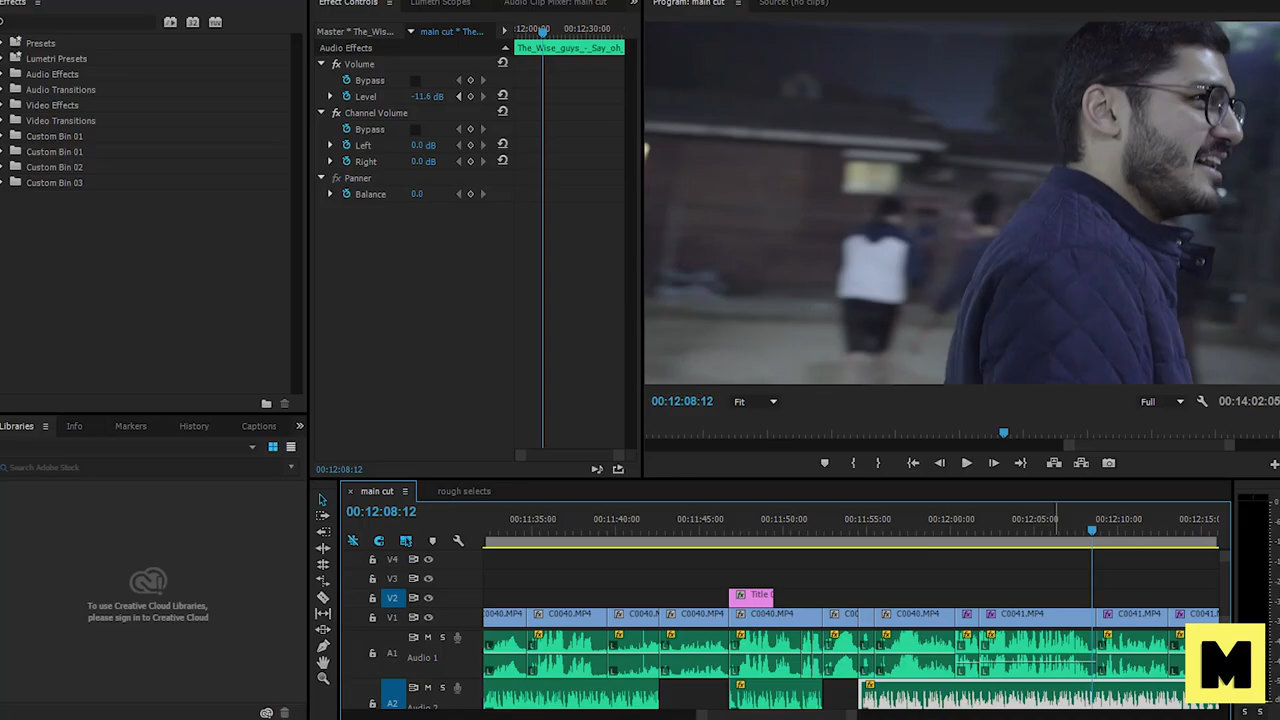 Effects
Presets
Lumetri Presets
Audio Effects
Audio Transitions
Video Effects
Video Transitions
Custom Bin 01
Custom Bin 01
Custom Bin 02
Custom Bin 03
Effect Controls
Lumetri Scopes
Audio Clip Mixer: main cut
Master * The_Wis...
main cut * The...
:12:00:00
00:12:30:00
Audio Effects
The_Wise_guys_-_Say_oh_
fx Volume
Bypass
Level
-11.6 dB
fx Channel Volume
Bypass
Left
0.0 dB
Right
0.0 dB
fx Panner
Balance
0.0
00:12:08:12
Program: main cut
Source: (no clips)
00:12:08:12
Fit
Full
00:14:02:05
Libraries
Info
Markers
History
Captions
Search Adobe Stock
To use Creative Cloud Libraries,
please sign in to Creative Cloud
main cut
rough selects
00:12:08:12
00:11:35:00
00:11:40:00
00:11:45:00
00:11:50:00
00:11:55:00
00:12:00:00
00:12:05:00
00:12:10:00
00:12:15:0
V4
V3
V2
Title
V1
C0040.MP4
C0040.MP4
C0040.M
C0040.MP4
C0040.MP4
C00
C0040.MP4
C0041.MP4
C0041.MP4
C0041.
M S
A1
Audio 1
M S
A2
Audio 2
S S
M